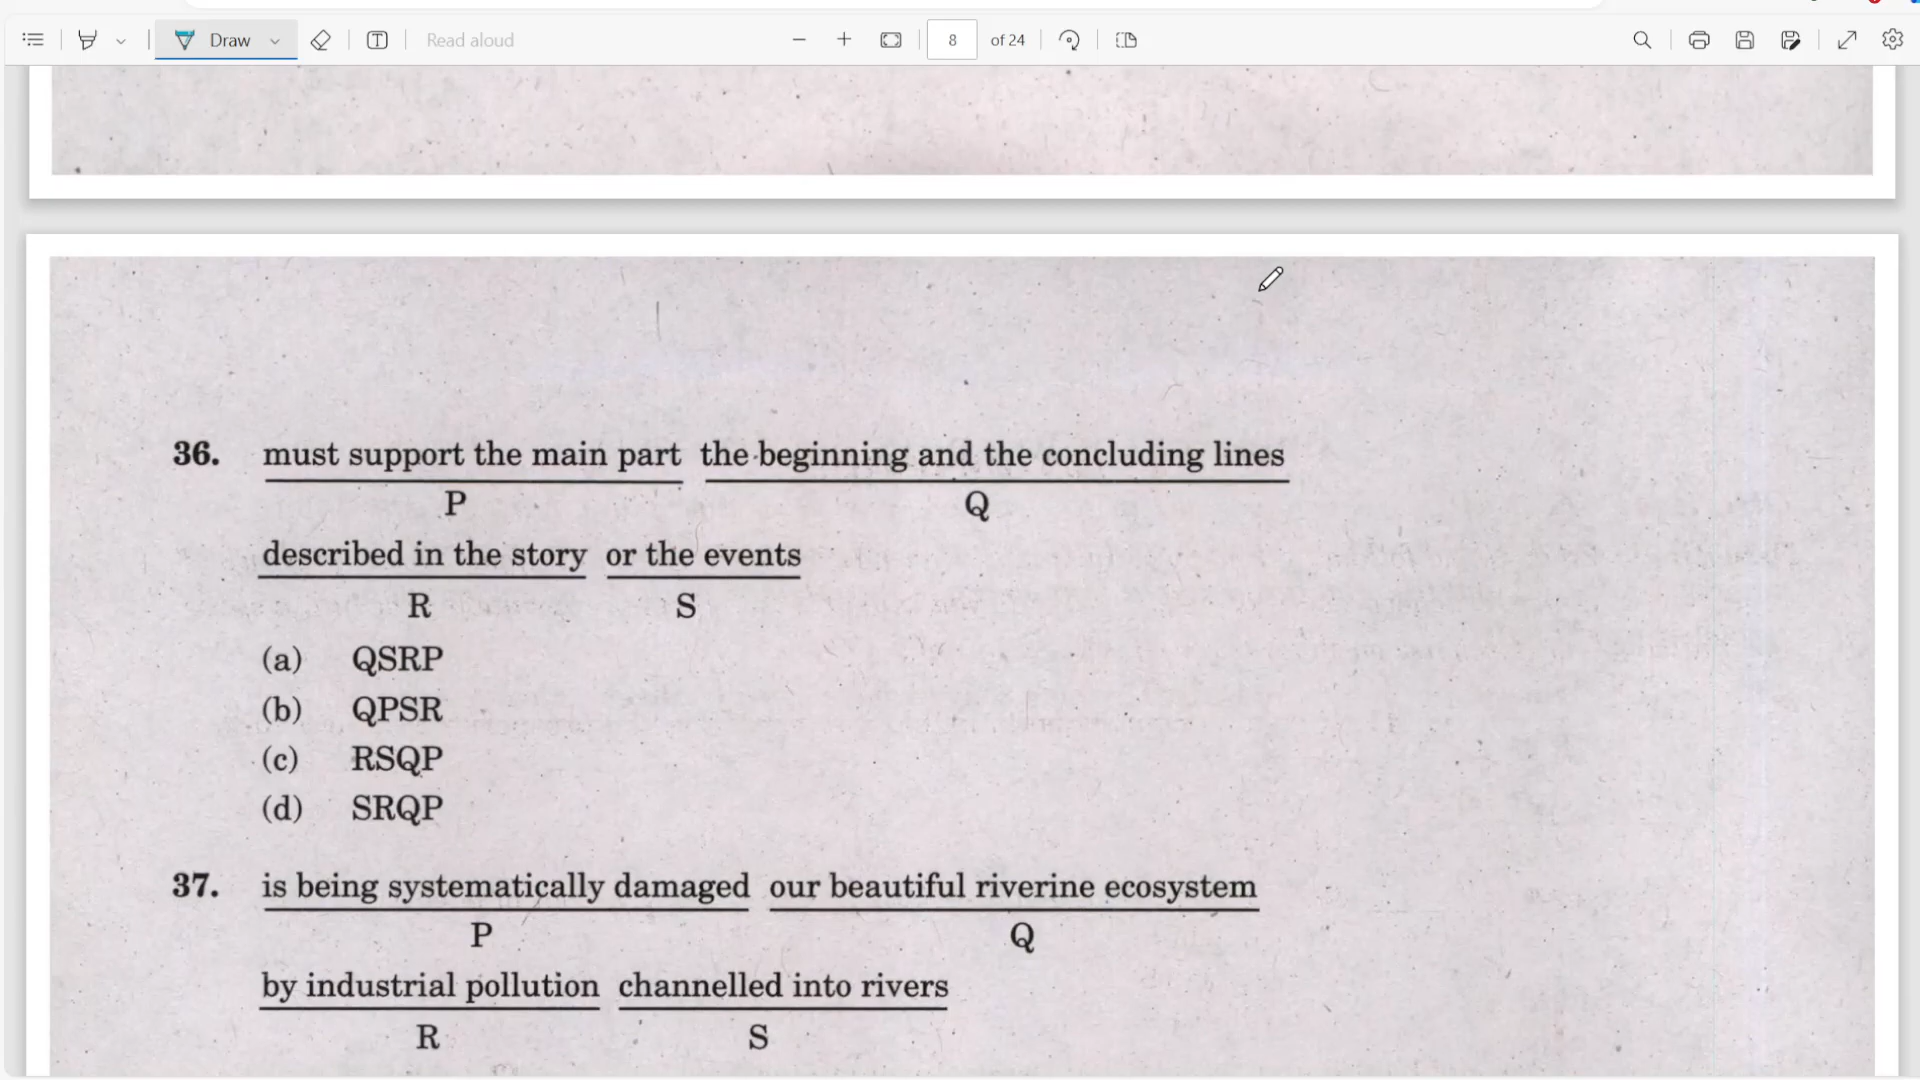 Draw
Read aloud
8 of 24
36. must support the main part the beginning and the concluding lines
P Q
described in the story or the events
R S
(a) QSRP
(b) QPSR
(c) RSQP
(d) SRQP
37. is being systematically damaged our beautiful riverine ecosystem
P Q
by industrial pollution channelled into rivers
R S